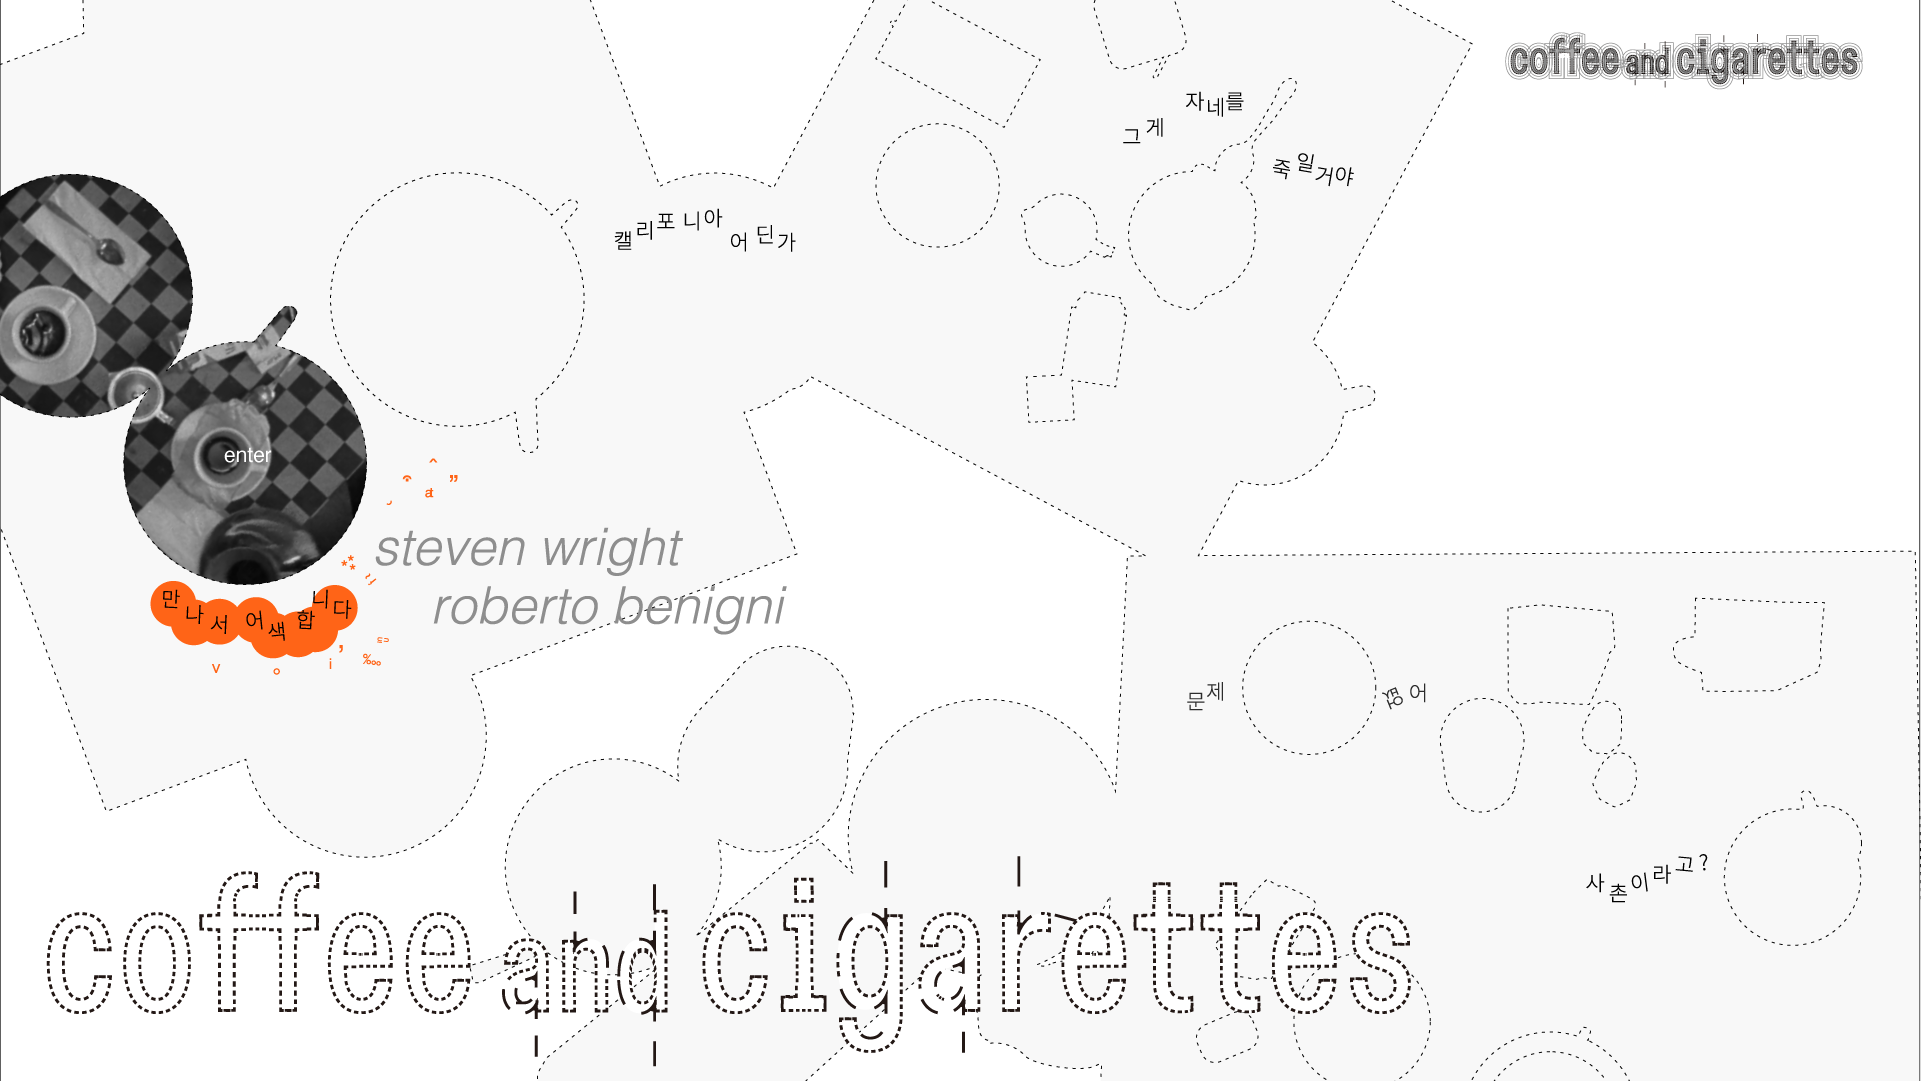 coffee and cigarettes
그게 자네를
죽일거야
캘리포니아
어딘가
enter
steven wright
roberto benigni
만나서 어색합니다
문제 없어
사촌이라고?
coffee and cigarettes